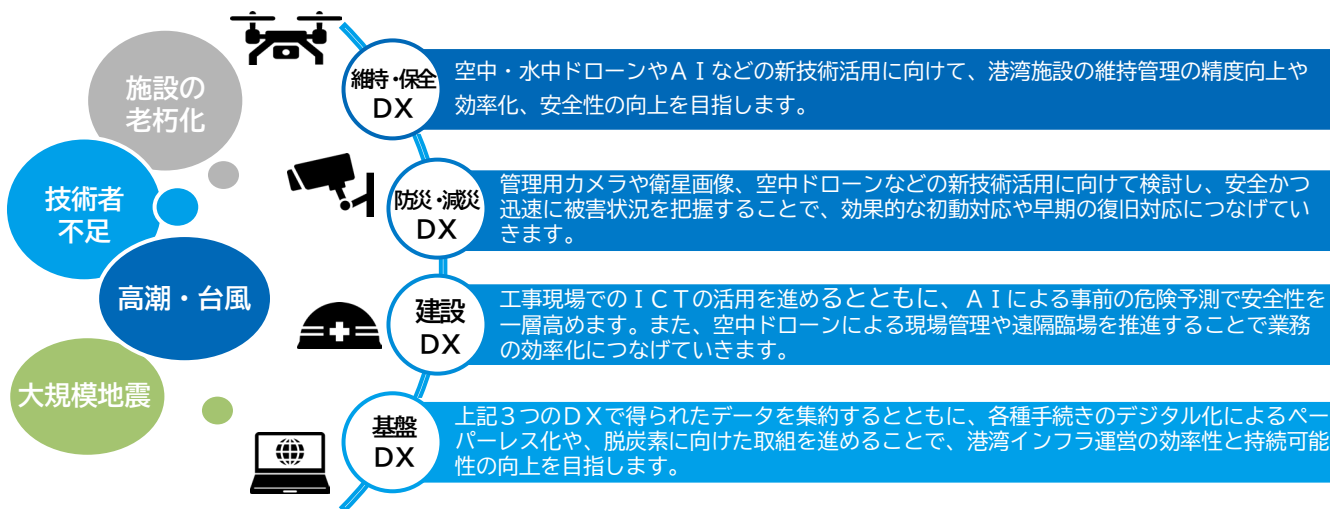 施設の
老朽化
技術者
不足
高潮・台風
大規模地震
維持・保全
DX
空中・水中ドローンやAIなどの新技術活用に向けて、港湾施設の維持管理の精度向上や
効率化、安全性の向上を目指します。
防災・減災
DX
管理用カメラや衛星画像、空中ドローンなどの新技術活用に向けて検討し、安全かつ
迅速に被害状況を把握することで、効果的な初動対応や早期の復旧対応につなげてい
きます。
建設
DX
工事現場でのICTの活用を進めるとともに、AIによる事前の危険予測で安全性を
一層高めます。また、空中ドローンによる現場管理や遠隔臨場を推進することで業務
の効率化につなげていきます。
基盤
DX
上記3つのDXで得られたデータを集約するとともに、各種手続きのデジタル化によるペー
パーレス化や、脱炭素に向けた取組を進めることで、港湾インフラ運営の効率性と持続可能
性の向上を目指します。